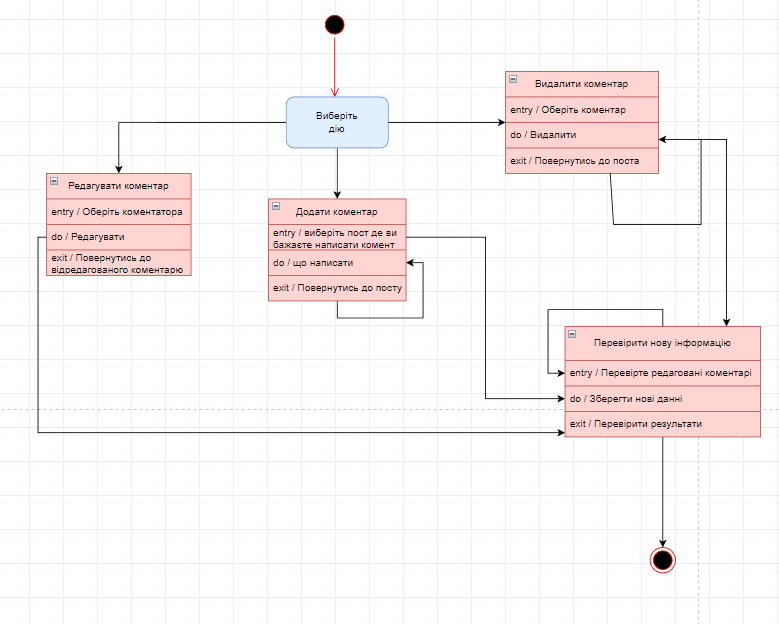 Виберіть
дію
Видалити коментар
entry / Оберіть коментар
do / Видалити
exit / Повернутись до поста
Редагувати коментар
entry / Оберіть коментатора
do / Редагувати
exit / Повернутись до
відредагованого коментарю
Додати коментар
entry / виберіть пост де ви
бажаєте написати комент
do / що написати
exit / Повернутись до посту
Перевірити нову інформацію
entry / Перевірте редаговані коментарі
do / Зберегти нові данні
exit / Перевірити результати